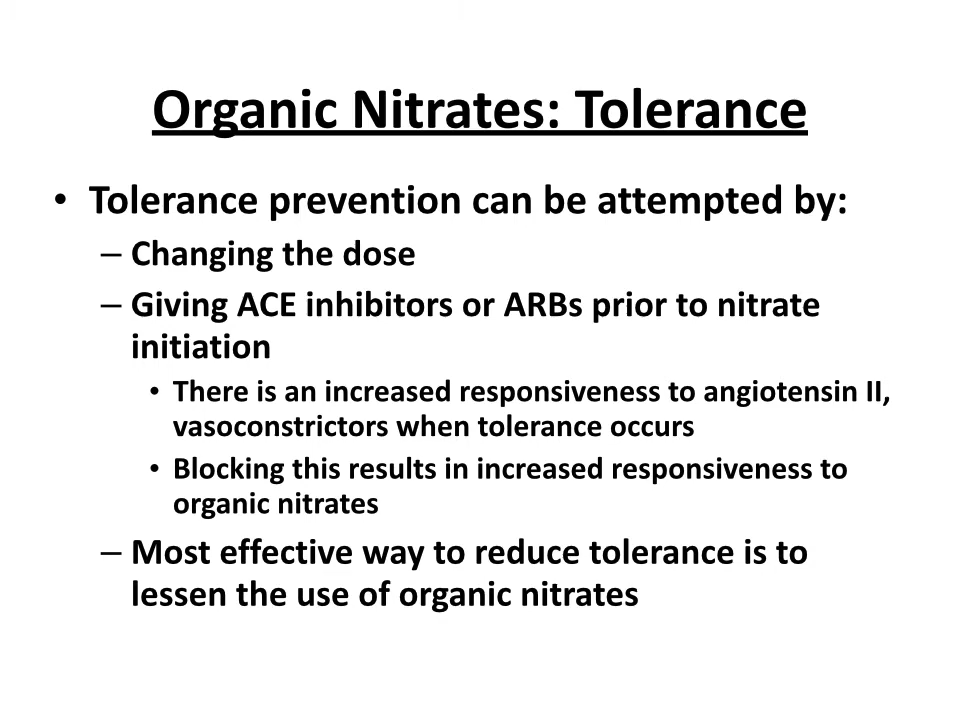 Organic Nitrates: Tolerance
• Tolerance prevention can be attempted by:
– Changing the dose
– Giving ACE inhibitors or ARBs prior to nitrate
initiation
• There is an increased responsiveness to angiotensin II,
vasoconstrictors when tolerance occurs
• Blocking this results in increased responsiveness to
organic nitrates
– Most effective way to reduce tolerance is to
lessen the use of organic nitrates